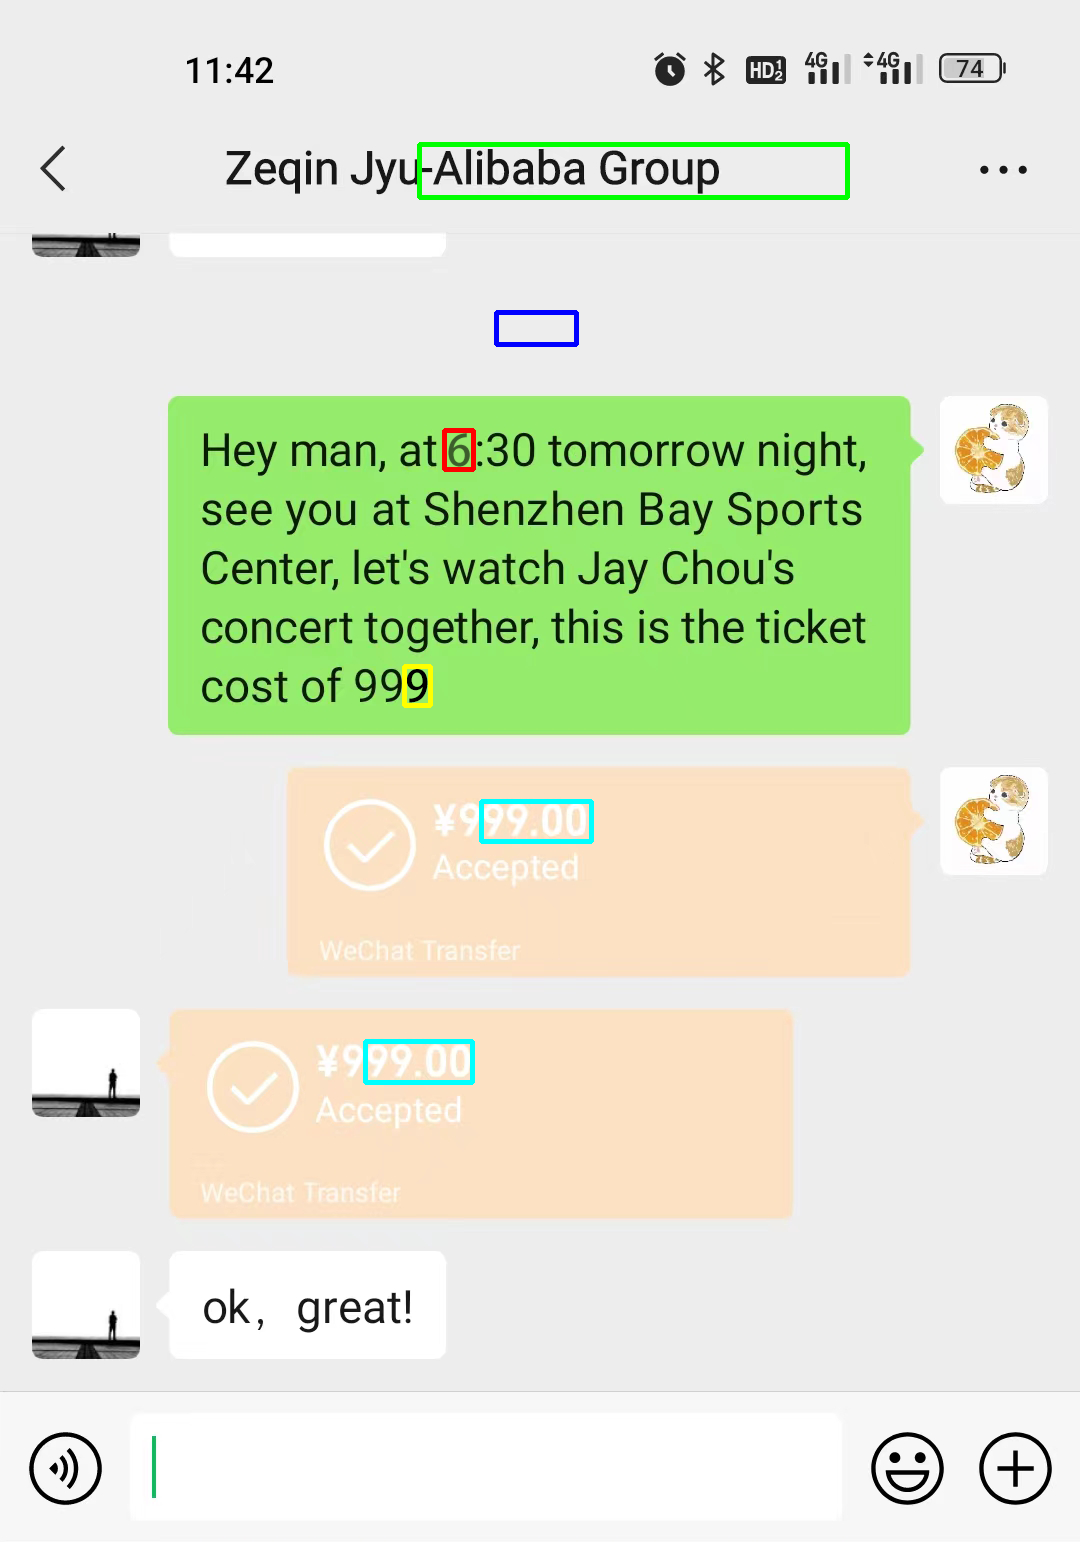 11:42
HD 1 2 4G 4G 74
Zeqin Jyu-Alibaba Group
Hey man, at 6:30 tomorrow night,
see you at Shenzhen Bay Sports
Center, let's watch Jay Chou's
concert together, this is the ticket
cost of 999
¥999.00
Accepted
WeChat Transfer
¥999.00
Accepted
WeChat Transfer
ok, great!